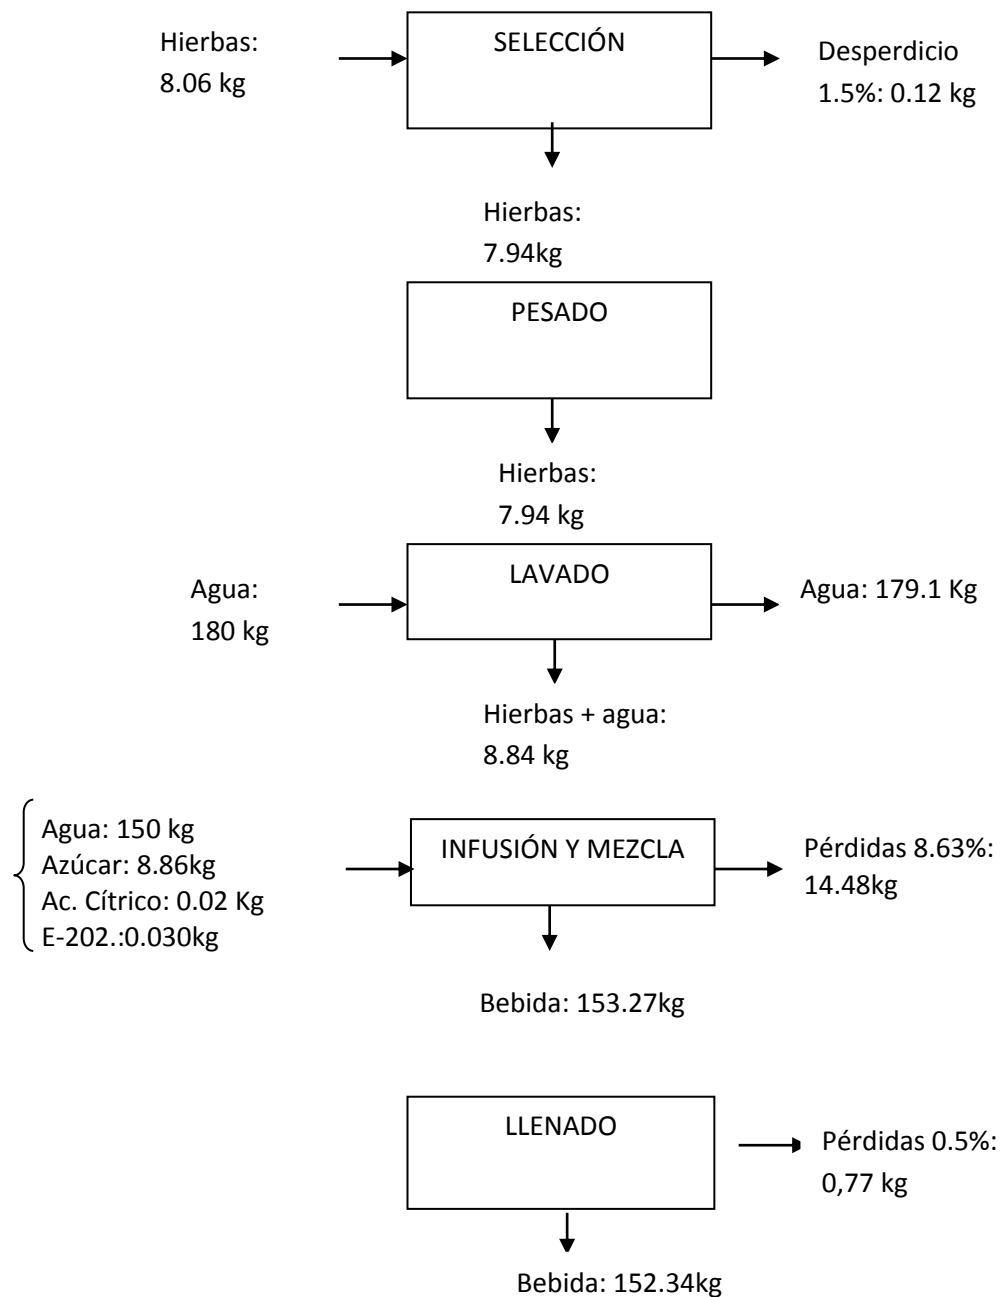 Hierbas:
8.06 kg
SELECCIÓN
Desperdicio
1.5%: 0.12 kg
Hierbas:
7.94kg
PESADO
Hierbas:
7.94 kg
LAVADO
Agua:
180 kg
Agua: 179.1 Kg
Hierbas + agua:
8.84 kg
Agua: 150 kg
Azúcar: 8.86kg
Ac. Cítrico: 0.02 Kg
E-202.:0.030kg
INFUSIÓN Y MEZCLA
Pérdidas 8.63%:
14.48kg
Bebida: 153.27kg
LLENADO
Pérdidas 0.5%:
0,77 kg
Bebida: 152.34kg